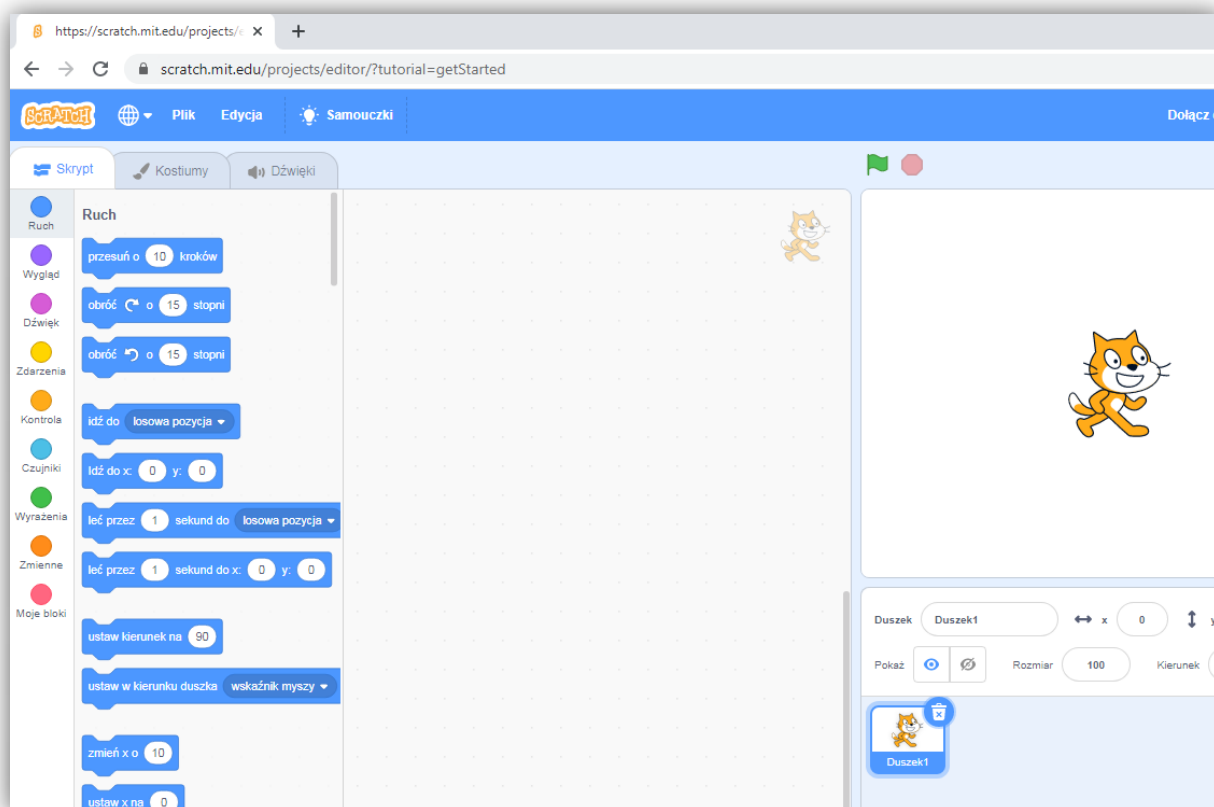 https://scratch.mit.edu/projects/e
scratch.mit.edu/projects/editor/?tutorial=getStarted
SCRATCH Plik Edycja Samouczki Dołącz
Skrypt Kostiumy Dźwięki
Ruch
Wygląd
Dźwięk
Zdarzenia
Kontrola
Czujniki
Wyrażenia
Zmienne
Moje bloki
Ruch
przesuń o 10 kroków
obróć o 15 stopni
obróć o 15 stopni
idź do losowa pozycja
Idź do x: 0 y: 0
leć przez 1 sekund do losowa pozycja
leć przez 1 sekund do x: 0 y: 0
ustaw kierunek na 90
ustaw w kierunku duszka wskaźnik myszy
zmień x o 10
ustaw x na 0
Duszek Duszek1 x 0 y
Pokaż Rozmiar 100 Kierunek
Duszek1